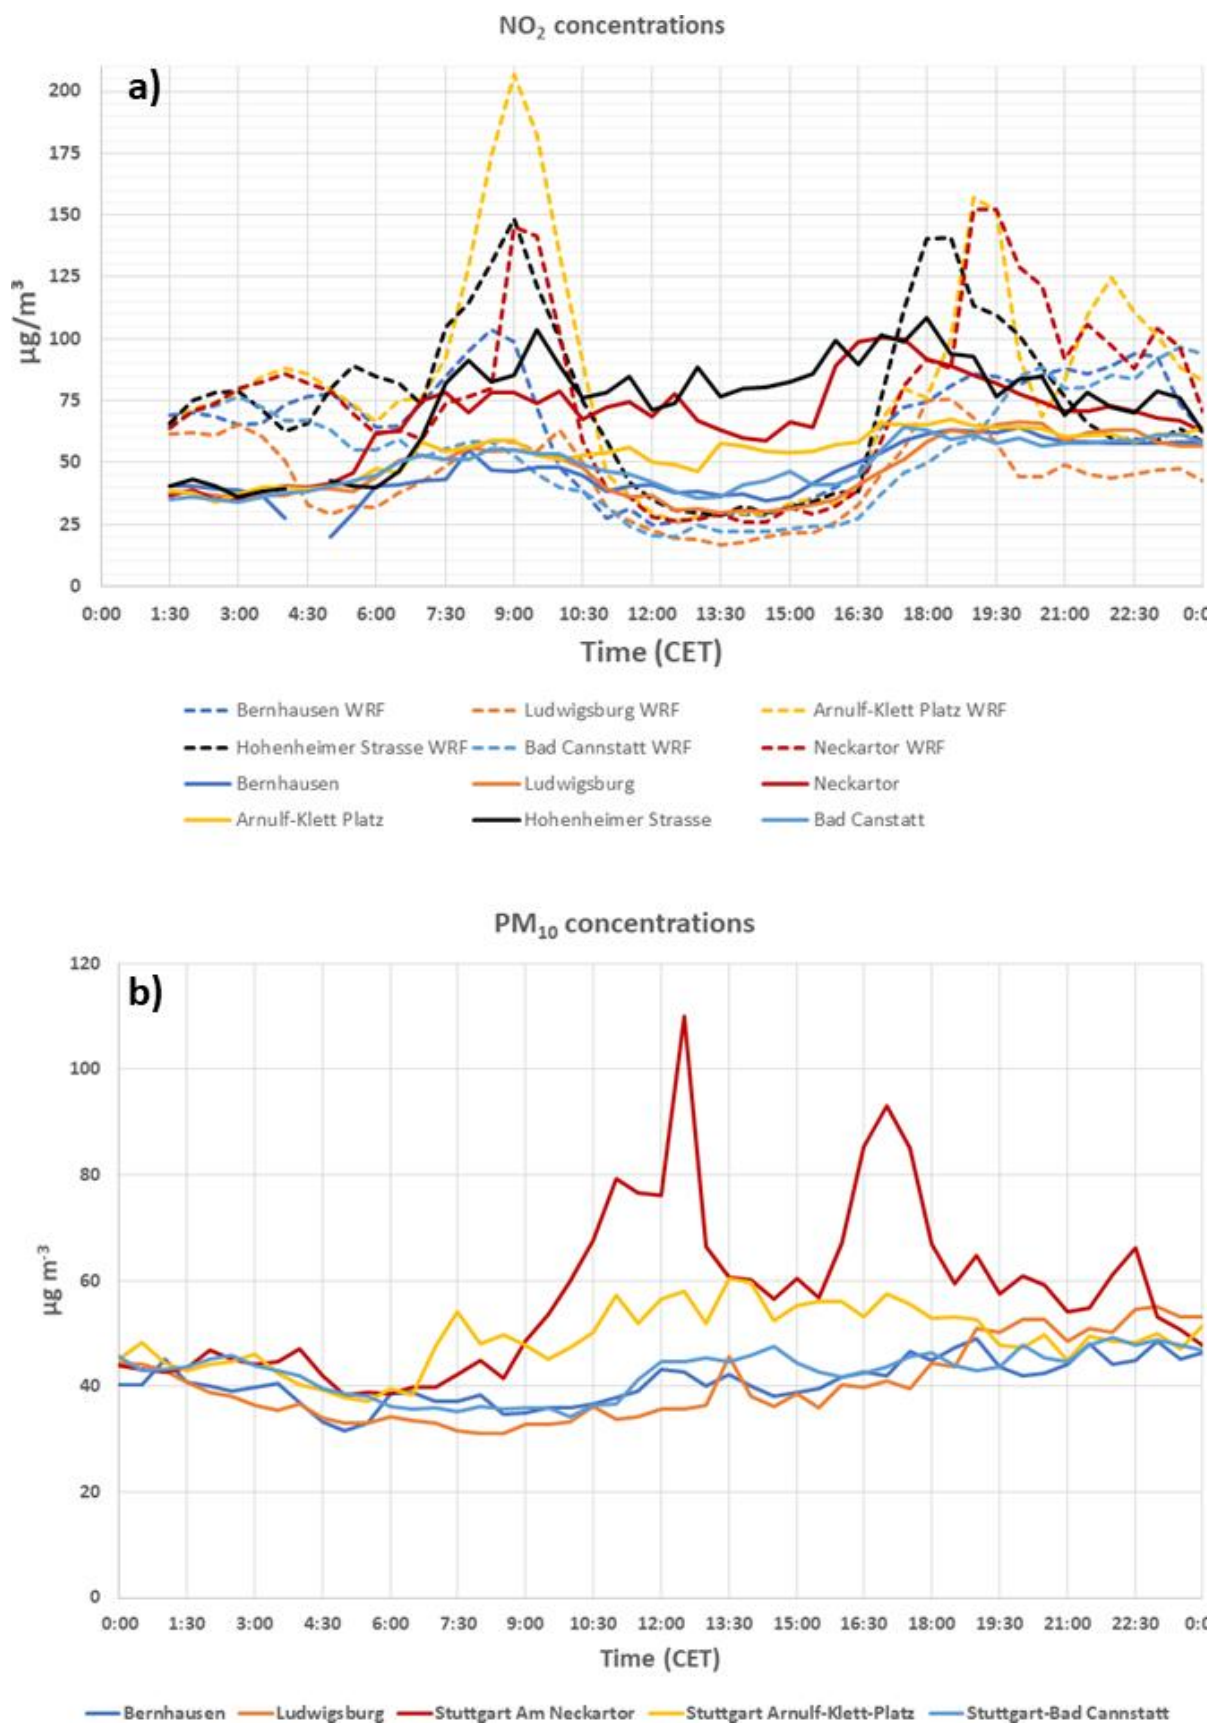 NO₂ concentrations
a)
200
175
150
125
100
75
50
25
0
µg/m³
0:00 1:30 3:00 4:30 6:00 7:30 9:00 10:30 12:00 13:30 15:00 16:30 18:00 19:30 21:00 22:30 0:0
Time (CET)
Bernhausen WRF Ludwigsburg WRF Arnulf-Klett Platz WRF
Hohenheimer Strasse WRF Bad Cannstatt WRF Neckartor WRF
Bernhausen Ludwigsburg Neckartor
Arnulf-Klett Platz Hohenheimer Strasse Bad Canstatt
PM₁₀ concentrations
b)
120
100
80
60
40
20
0
µg m⁻³
0:00 1:30 3:00 4:30 6:00 7:30 9:00 10:30 12:00 13:30 15:00 16:30 18:00 19:30 21:00 22:30 0:0
Time (CET)
Bernhausen Ludwigsburg Stuttgart Am Neckartor Stuttgart Arnulf-Klett-Platz Stuttgart-Bad Cannstatt